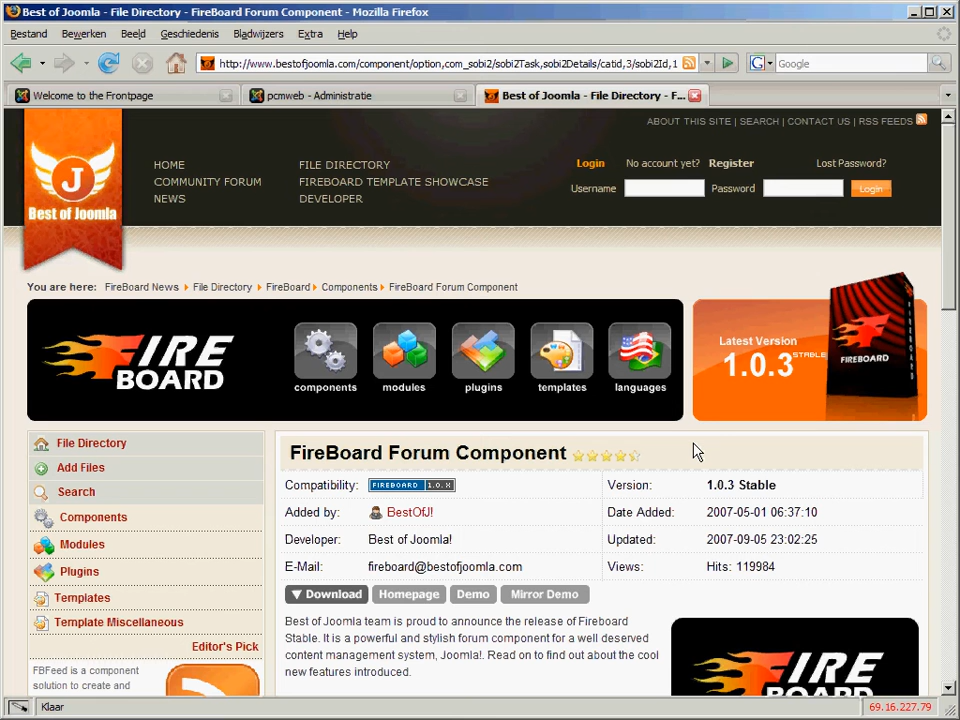 Best of Joomla - File Directory - FireBoard Forum Component - Mozilla Firefox
Bestand Bewerken Beeld Geschiedenis Bladwijzers Extra Help
http://www.bestofjoomla.com/component/option,com_sobi2/sobi2Task,sobi2Details/catid,3/sobi2Id,1
Google
Welcome to the Frontpage
pcmweb - Administratie
Best of Joomla - File Directory - F...
ABOUT THIS SITE | SEARCH | CONTACT US | RSS FEEDS
J
Best of Joomla
HOME
COMMUNITY FORUM
NEWS
FILE DIRECTORY
FIREBOARD TEMPLATE SHOWCASE
DEVELOPER
Login No account yet? Register Lost Password?
Username Password Login
You are here: FireBoard News File Directory FireBoard Components FireBoard Forum Component
FIRE
BOARD
components
modules
plugins
templates
languages
Latest Version
1.0.3 STABLE
FIREBOARD
File Directory
Add Files
Search
Components
Modules
Plugins
Templates
Template Miscellaneous
Editor's Pick
FBFeed is a component
solution to create and
FireBoard Forum Component
Compatibility: FIREBOARD 1.0.X
Version: 1.0.3 Stable
Added by: BestOfJ!
Date Added: 2007-05-01 06:37:10
Developer: Best of Joomla!
Updated: 2007-09-05 23:02:25
E-Mail: fireboard@bestofjoomla.com
Views: Hits: 119984
▼ Download Homepage Demo Mirror Demo
Best of Joomla team is proud to announce the release of Fireboard
Stable. It is a powerful and stylish forum component for a well deserved
content management system, Joomla!. Read on to find out about the cool
new features introduced.
FIRE
BOARD
Klaar
69.16.227.79